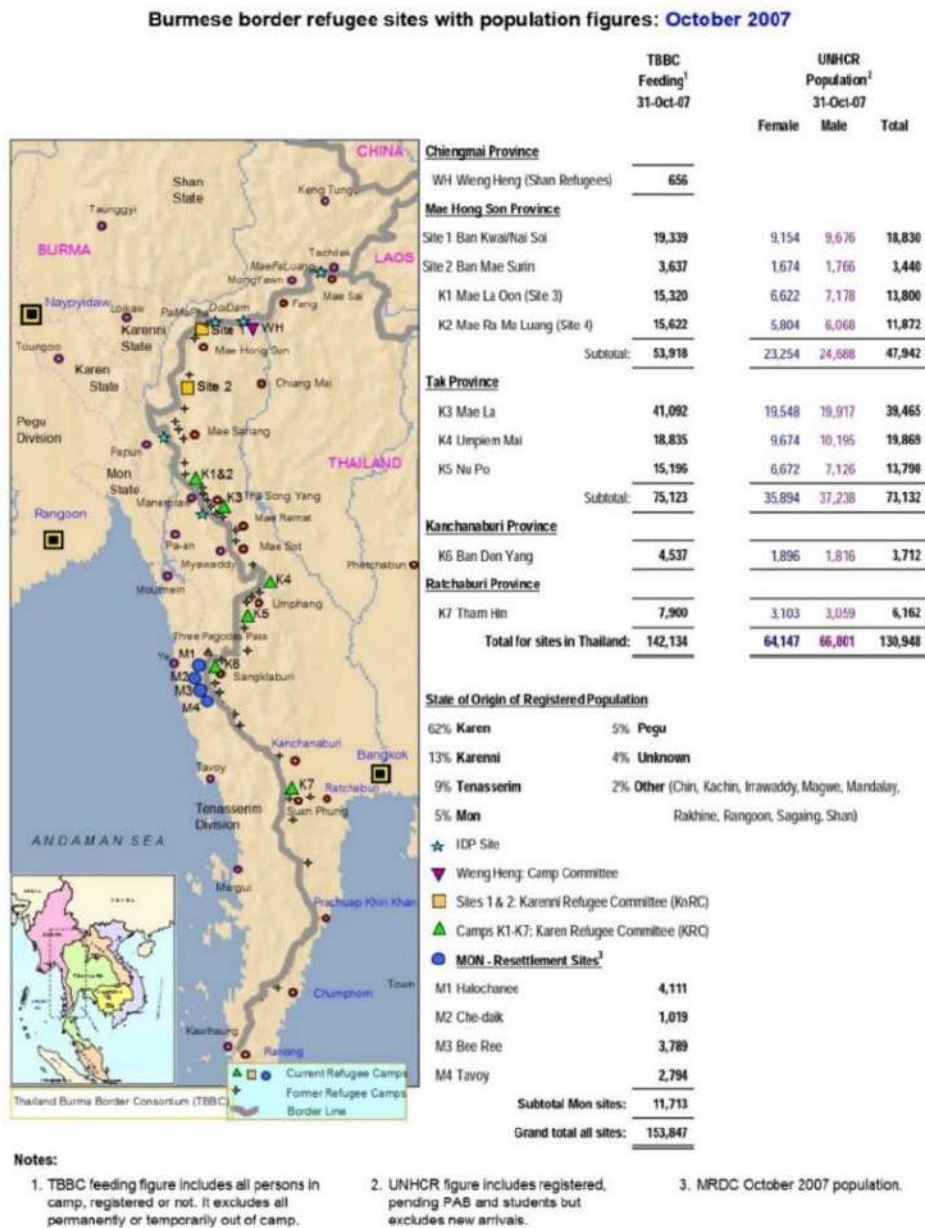 Burmese border refugee sites with population figures: October 2007
TBBC Feeding1 31-Oct-07
UNHCR Population2 31-Oct-07
Female Male Total
Chiengmai Province
WH Wieng Heng (Shan Refugees) 656
Mae Hong Son Province
Site 1 Ban Kwai/Nai Soi 19,339 9,154 9,676 18,830
Site 2 Ban Mae Surin 3,637 1,674 1,766 3,440
K1 Mae La Oon (Site 3) 15,320 6,622 7,178 13,800
K2 Mae Ra Ma Luang (Site 4) 15,622 5,804 6,068 11,872
Subtotal: 53,918 23,254 24,688 47,942
Tak Province
K3 Mae La 41,092 19,548 19,917 39,465
K4 Umpiem Mai 18,835 9,674 10,195 19,869
K5 Nu Po 15,196 6,672 7,126 13,798
Subtotal: 75,123 35,894 37,238 73,132
Kanchanaburi Province
K6 Ban Don Yang 4,537 1,896 1,816 3,712
Ratchaburi Province
K7 Tham Hin 7,900 3,103 3,059 6,162
Total for sites in Thailand: 142,134 64,147 66,801 130,948
State of Origin of Registered Population
62% Karen 5% Pegu
13% Karenni 4% Unknown
9% Tenasserim 2% Other (Chin, Kachin, Irrawaddy, Magwe, Mandalay,
5% Mon Rakhine, Rangoon, Sagaing, Shan)
IDP Site
Wieng Heng: Camp Committee
Sites 1 & 2: Karenni Refugee Committee (KnRC)
Camps K1-K7: Karen Refugee Committee (KRC)
MON - Resettlement Sites3
M1 Halochanee 4,111
M2 Che-daik 1,019
M3 Bee Ree 3,789
M4 Tavoy 2,794
Subtotal Mon sites: 11,713
Grand total all sites: 153,847
CHINA
Shan State
Keng Tung
Taunggyi
BURMA
Tachilek
MaeFaLuang
LAOS
MongYawn
Mae Sai
Naypyidaw
Loikaw
PaMaPha
DoiDam
Fang
Karenni State
Site 1
WH
Toungoo
Mae Hong Son
Karen State
Site 2
Chiang Mai
Pegu Division
Mae Sariang
Papun
THAILAND
Mon State
K1&2
Manerplaw
K3
Tha Song Yang
Rangoon
Mae Ramat
Pa-an
Mae Sot
Myawaddy
Phetchabun
Moulmein
K4
Umphang
K5
Three Pagodas Pass
Ye
M1
K6
M2
Sangklaburi
M3
M4
Kanchanaburi
Bangkok
Tavoy
K7
Ratchaburi
Suan Phung
Tenasserim Division
ANDAMAN SEA
Mergui
Prachuap Khiri Khan
Chumphorn
Town
Kawthaung
Ranong
Current Refugee Camps
Former Refugee Camps
Border Line
Thailand Burma Border Consortium (TBBC)
Notes:
1. TBBC feeding figure includes all persons in
camp, registered or not. It excludes all
permanently or temporarily out of camp.
2. UNHCR figure includes registered,
pending PAB and students but
excludes new arrivals.
3. MRDC October 2007 population.